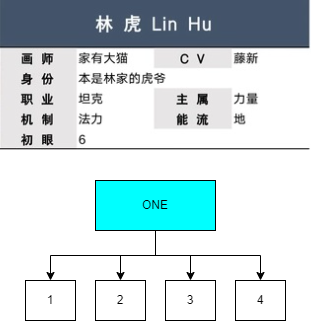 林 虎 Lin Hu
画 师 家有大猫 C V 藤新
身 份 本是林家的虎爷
职 业 坦克 主 属 力量
机 制 法力 能 流 地
初 眼 6
ONE
1 2 3 4